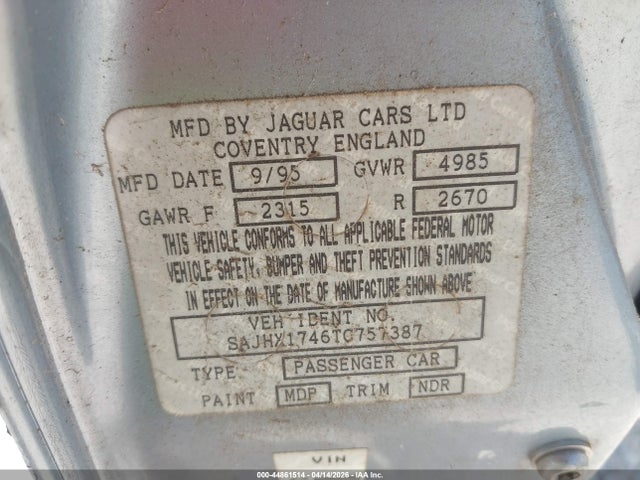 MFD BY JAGUAR CARS LTD
COVENTRY ENGLAND
MFD DATE 9/95 GVWR 4985
GAWR F 2315 R 2670
THIS VEHICLE CONFORMS TO ALL APPLICABLE FEDERAL MOTOR
VEHICLE SAFETY, BUMPER AND THEFT PREVENTION STANDARDS
IN EFFECT ON THE DATE OF MANUFACTURE SHOWN ABOVE
VEH IDENT NO.
SAJHX1746TC757387
TYPE. PASSENGER CAR
PAINT MDP TRIM NDR
VIN
000-44861514 04/14/2026 - IAAI.com